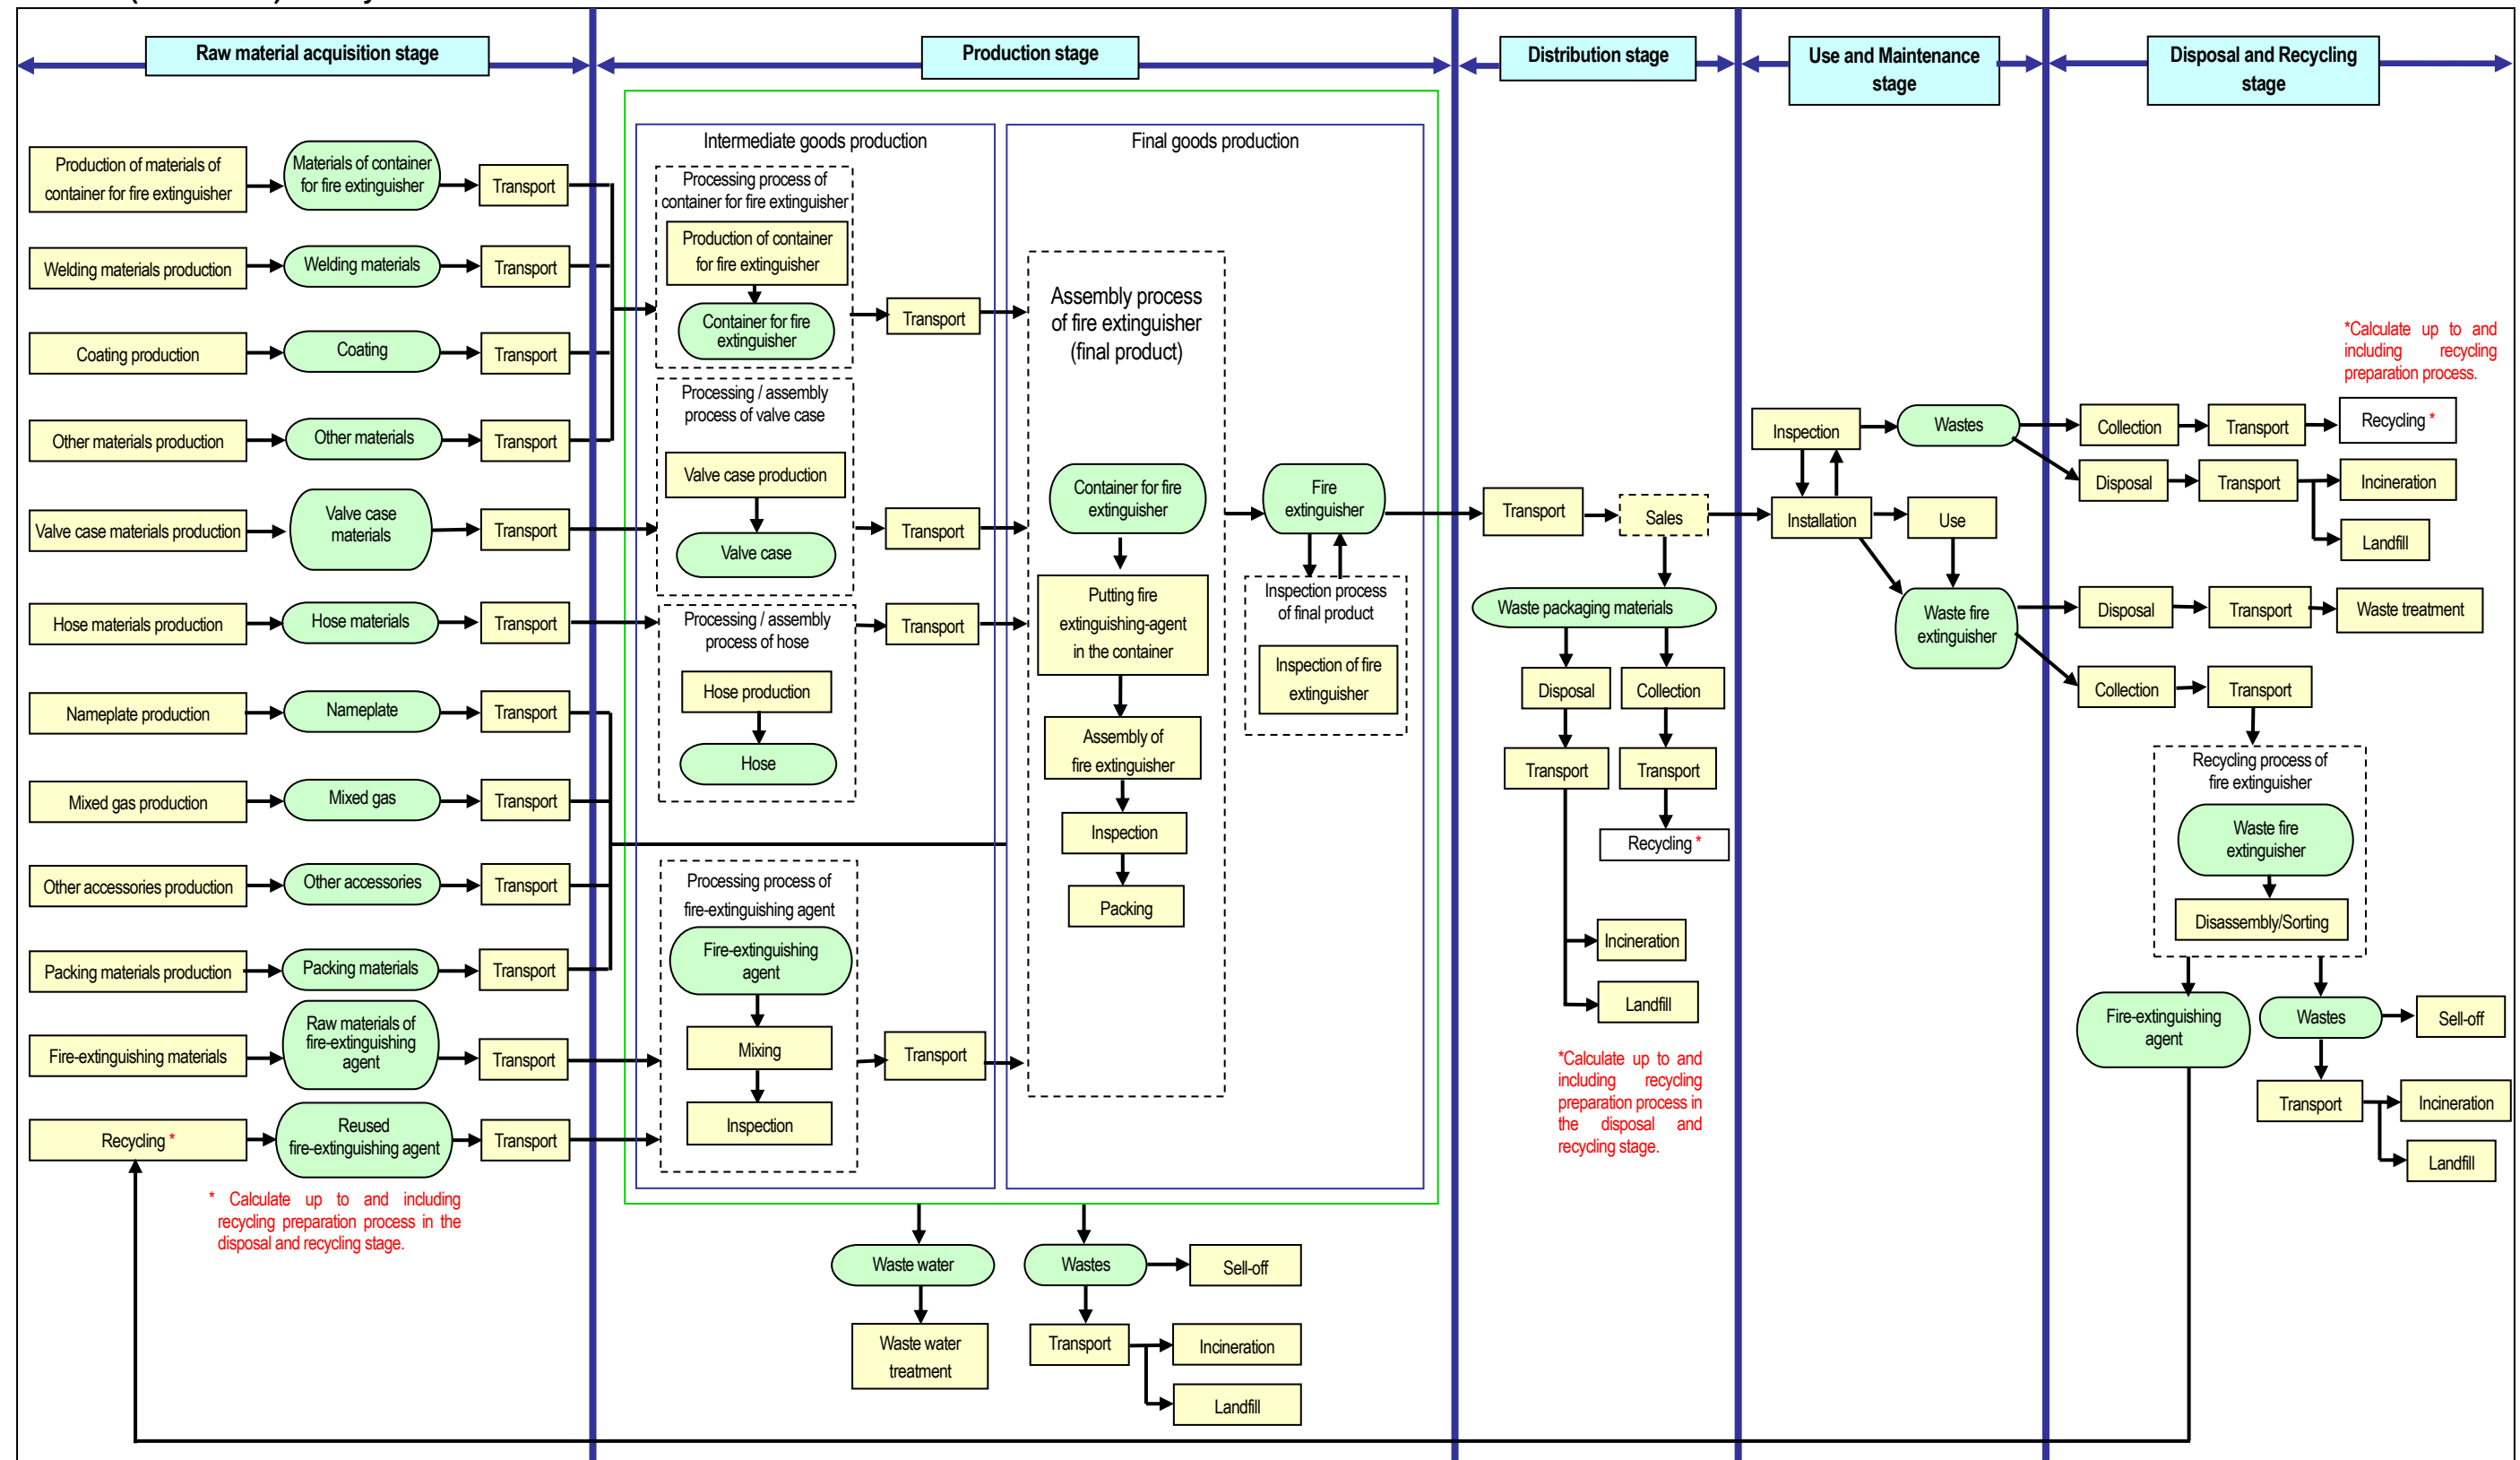 Raw material acquisition stage
Production stage
Distribution stage
Use and Maintenance
stage
Disposal and Recycling
stage
Production of materials of
container for fire extinguisher
Materials of container
for fire extinguisher
Transport
Welding materials production
Welding materials
Transport
Coating production
Coating
Transport
Other materials production
Other materials
Transport
Valve case materials production
Valve case
materials
Transport
Hose materials production
Hose materials
Transport
Nameplate production
Nameplate
Transport
Mixed gas production
Mixed gas
Transport
Other accessories production
Other accessories
Transport
Packing materials production
Packing materials
Transport
Fire-extinguishing materials
Raw materials of
fire-extinguishing
agent
Transport
Recycling *
Reused
fire-extinguishing agent
Transport
* Calculate up to and including
recycling preparation process in the
disposal and recycling stage.
Intermediate goods production
Processing process of
container for fire extinguisher
Production of container
for fire extinguisher
Container for fire
extinguisher
Transport
Processing / assembly
process of valve case
Valve case production
Valve case
Transport
Processing / assembly
process of hose
Hose production
Hose
Transport
Processing process of
fire-extinguishing agent
Fire-extinguishing
agent
Mixing
Inspection
Transport
Final goods production
Assembly process
of fire extinguisher
(final product)
Container for fire
extinguisher
Putting fire
extinguishing-agent
in the container
Assembly of
fire extinguisher
Inspection
Packing
Fire
extinguisher
Inspection process
of final product
Inspection of fire
extinguisher
Waste water
Waste water
treatment
Wastes
Sell-off
Transport
Incineration
Landfill
Transport
Sales
Waste packaging materials
Disposal
Collection
Transport
Transport
Recycling *
Incineration
Landfill
*Calculate up to and
including recycling
preparation process in
the disposal and
recycling stage.
Inspection
Wastes
Installation
Use
Waste fire
extinguisher
*Calculate up to and
including recycling
preparation process.
Collection
Transport
Recycling *
Disposal
Transport
Incineration
Landfill
Disposal
Transport
Waste treatment
Collection
Transport
Recycling process of
fire extinguisher
Waste fire
extinguisher
Disassembly/Sorting
Fire-extinguishing
agent
Wastes
Sell-off
Transport
Incineration
Landfill